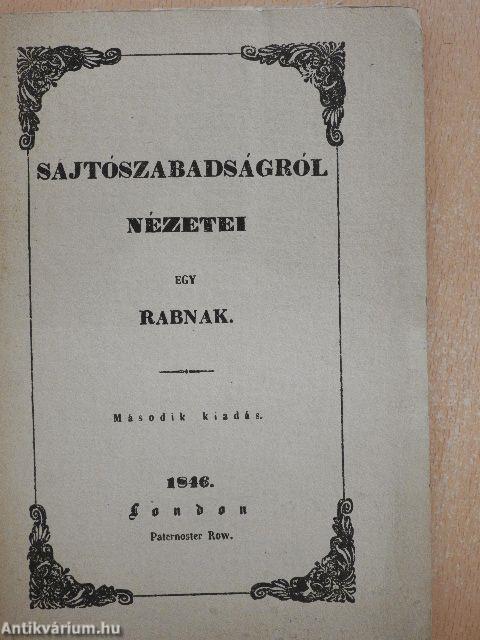 SAJTÓSZABADSÁGRÓL
NÉZETEI
EGY
RABNAK.
Második kiadás.
1846.
London
Paternoster Row.
Antikvárium.hu